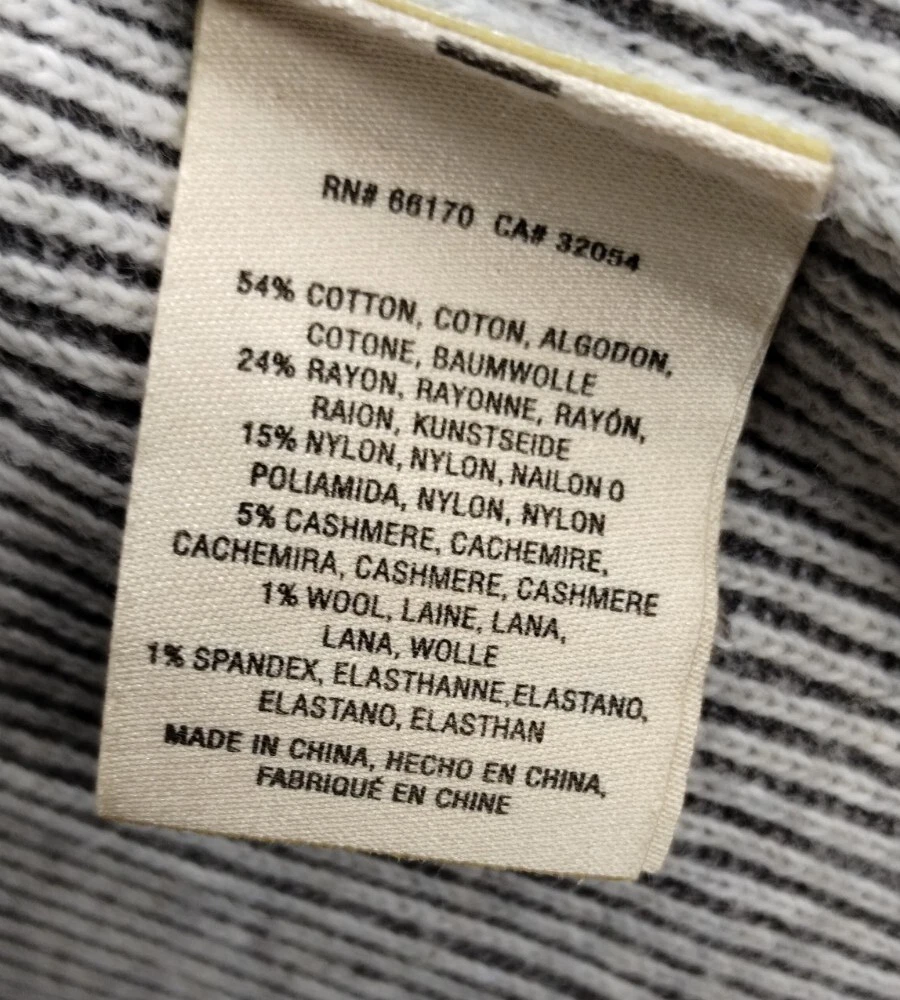 RN# 66170 CA# 32054
54% COTTON, COTON, ALGODON,
COTONE, BAUMWOLLE
24% RAYON, RAYONNE, RAYÓN,
RAION, KUNSTSEIDE
15% NYLON, NYLON, NAILON O
POLIAMIDA, NYLON, NYLON
5% CASHMERE, CACHEMIRE,
CACHEMIRA, CASHMERE, CASHMERE
1% WOOL, LAINE, LANA,
LANA, WOLLE
1% SPANDEX, ELASTHANNE,ELASTANO,
ELASTANO, ELASTHAN
MADE IN CHINA, HECHO EN CHINA,
FABRIQUÉ EN CHINE